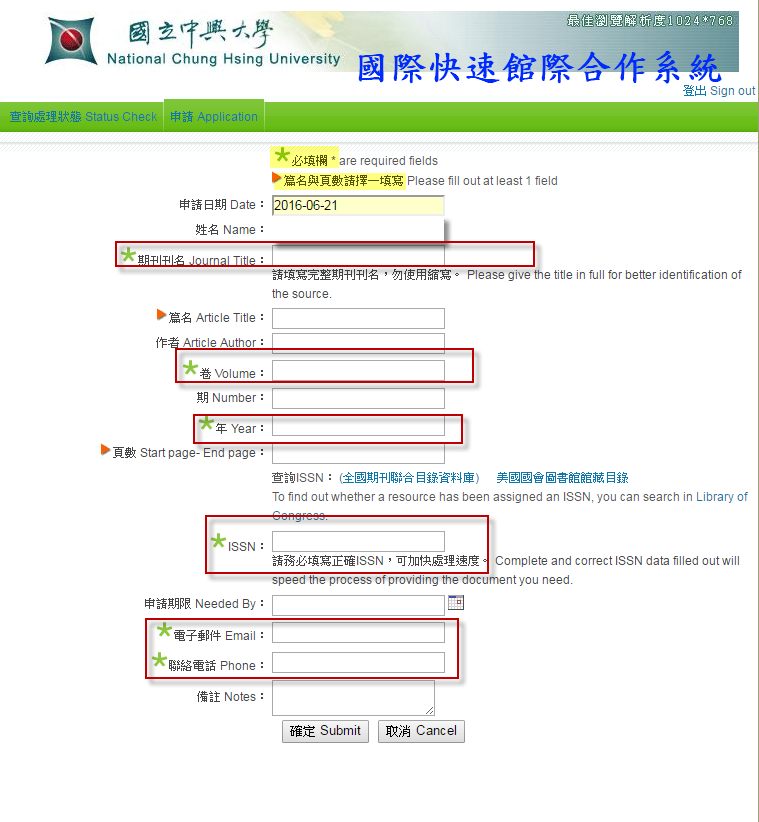 最佳瀏覽解析度1024*768
國立中興大學
National Chung Hsing University
國際快速館際合作系統
登出 Sign out
查詢處理狀態 Status Check 申請 Application
必填欄 * are required fields
篇名與頁數請擇一填寫 Please fill out at least 1 field
申請日期 Date： 2016-06-21
姓名 Name：
期刊刊名 Journal Title：
請填寫完整期刊刊名，勿使用縮寫。 Please give the title in full for better identification of
the source.
篇名 Article Title：
作者 Article Author：
卷 Volume：
期 Number：
年 Year：
頁數 Start page- End page：
查詢ISSN： (全國期刊聯合目錄資料庫) 美國國會圖書館館藏目錄
To find out whether a resource has been assigned an ISSN, you can search in Library of
Congress.
ISSN：
請務必填寫正確ISSN，可加快處理速度。 Complete and correct ISSN data filled out will
speed the process of providing the document you need.
申請期限 Needed By：
電子郵件 Email：
聯絡電話 Phone：
備註 Notes：
確定 Submit 取消 Cancel